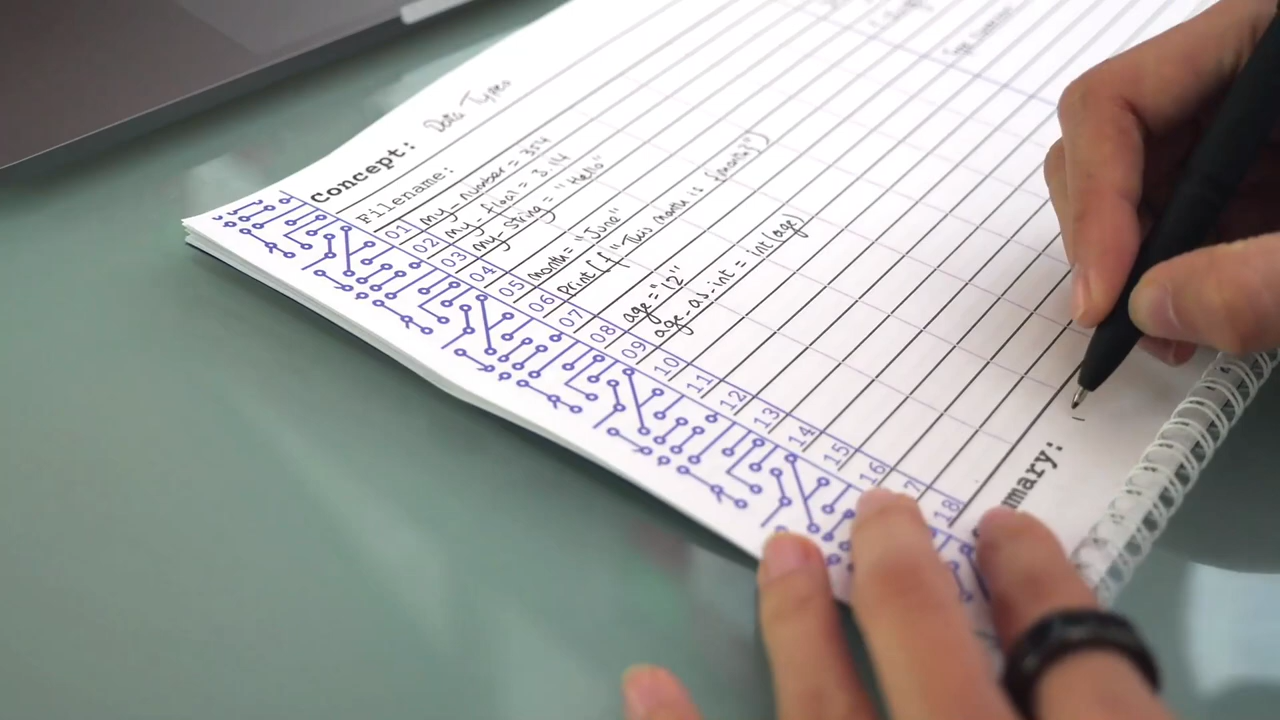 Concept: Data Types
Filename:
01 my_number = 354
02 my_float = 3.14
03 my_string = "Hello"
04
05 month = "June"
06 Print(f "This month is {month}")
07
08 age = "12"
09 age_as_int = int(age)
10
11
12
13
14
15
16
17
18
mary: